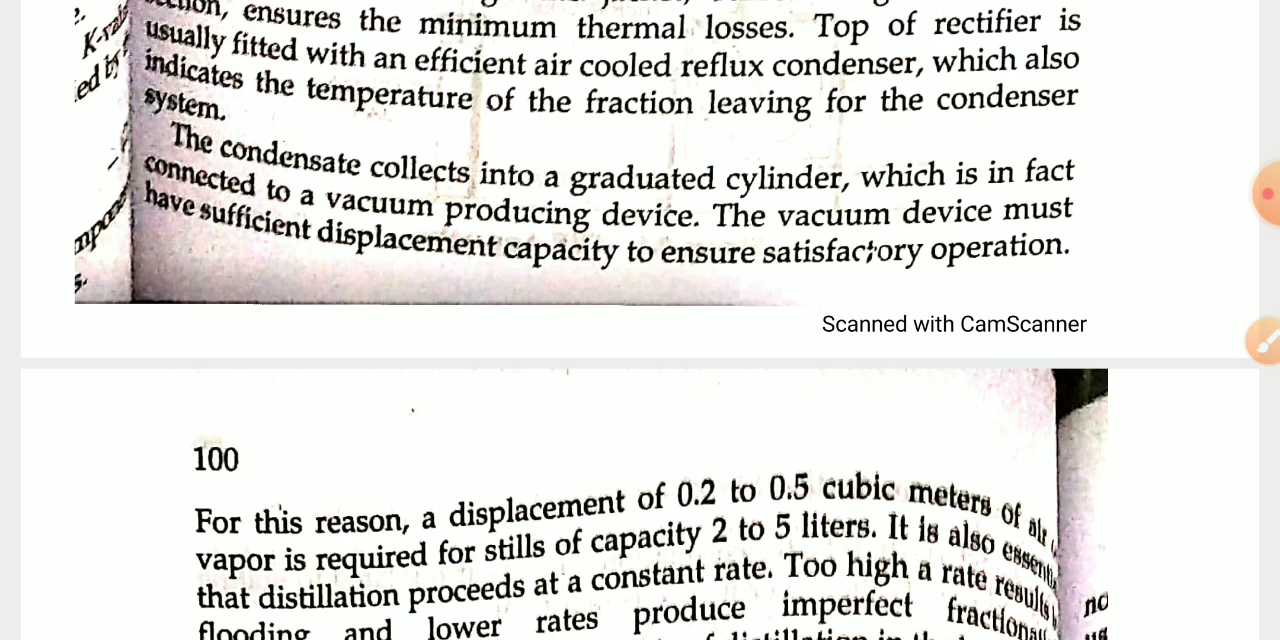 ensures the minimum thermal losses. Top of rectifier is
usually fitted with an efficient air cooled reflux condenser, which also
indicates the temperature of the fraction leaving for the condenser
system.
The condensate collects into a graduated cylinder, which is in fact
connected to a vacuum producing device. The vacuum device must
have sufficient displacement capacity to ensure satisfactory operation.
Scanned with CamScanner
100
For this reason, a displacement of 0.2 to 0.5 cubic meters of
vapor is required for stills of capacity 2 to 5 liters. It is also
that distillation proceeds at a constant rate. Too high a rate results
flooding and lower rates produce imperfect